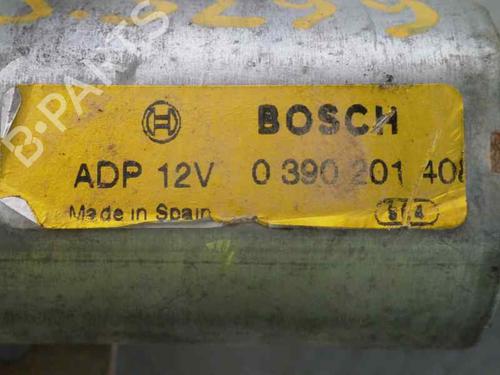 B-PARTS
BOSCH
ADP 12V 0 390 201 40
Made in Spain